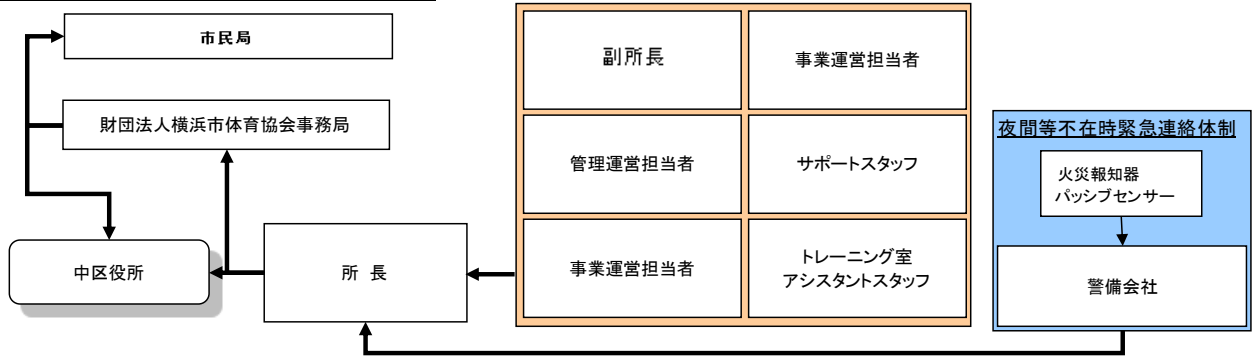 市民局
財団法人横浜市体育協会事務局
中区役所
所 長
副所長
事業運営担当者
管理運営担当者
サポートスタッフ
事業運営担当者
トレーニング室
アシスタントスタッフ
夜間等不在時緊急連絡体制
火災報知器
パッシブセンサー
警備会社